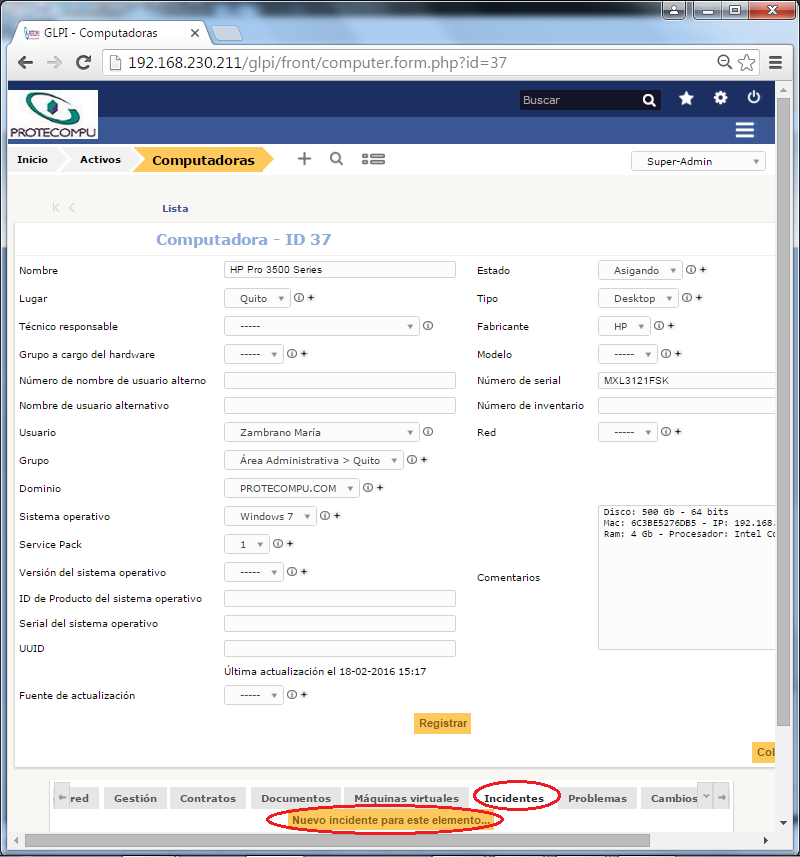 GLPI - Computadoras
192.168.230.211/glpi/front/computer.form.php?id=37
PROTECOMPU
Buscar
Inicio Activos Computadoras Super-Admin
Lista
Computadora - ID 37
Nombre HP Pro 3500 Series Estado Asigando
Lugar Quito Tipo Desktop
Técnico responsable ----- Fabricante HP
Grupo a cargo del hardware ----- Modelo -----
Número de nombre de usuario alterno Número de serial MXL3121FSK
Nombre de usuario alternativo Número de inventario
Usuario Zambrano María Red -----
Grupo Área Administrativa > Quito
Dominio PROTECOMPU.COM
Sistema operativo Windows 7
Service Pack 1
Versión del sistema operativo -----
ID de Producto del sistema operativo
Serial del sistema operativo
UUID
Comentarios
Disco: 500 Gb - 64 bits
Mac: 6C3BE5276DB5 - IP: 192.168.
Ram: 4 Gb - Procesador: Intel Co
Última actualización el 18-02-2016 15:17
Fuente de actualización -----
Registrar
Col
red Gestión Contratos Documentos Máquinas virtuales Incidentes Problemas Cambios
Nuevo incidente para este elemento...